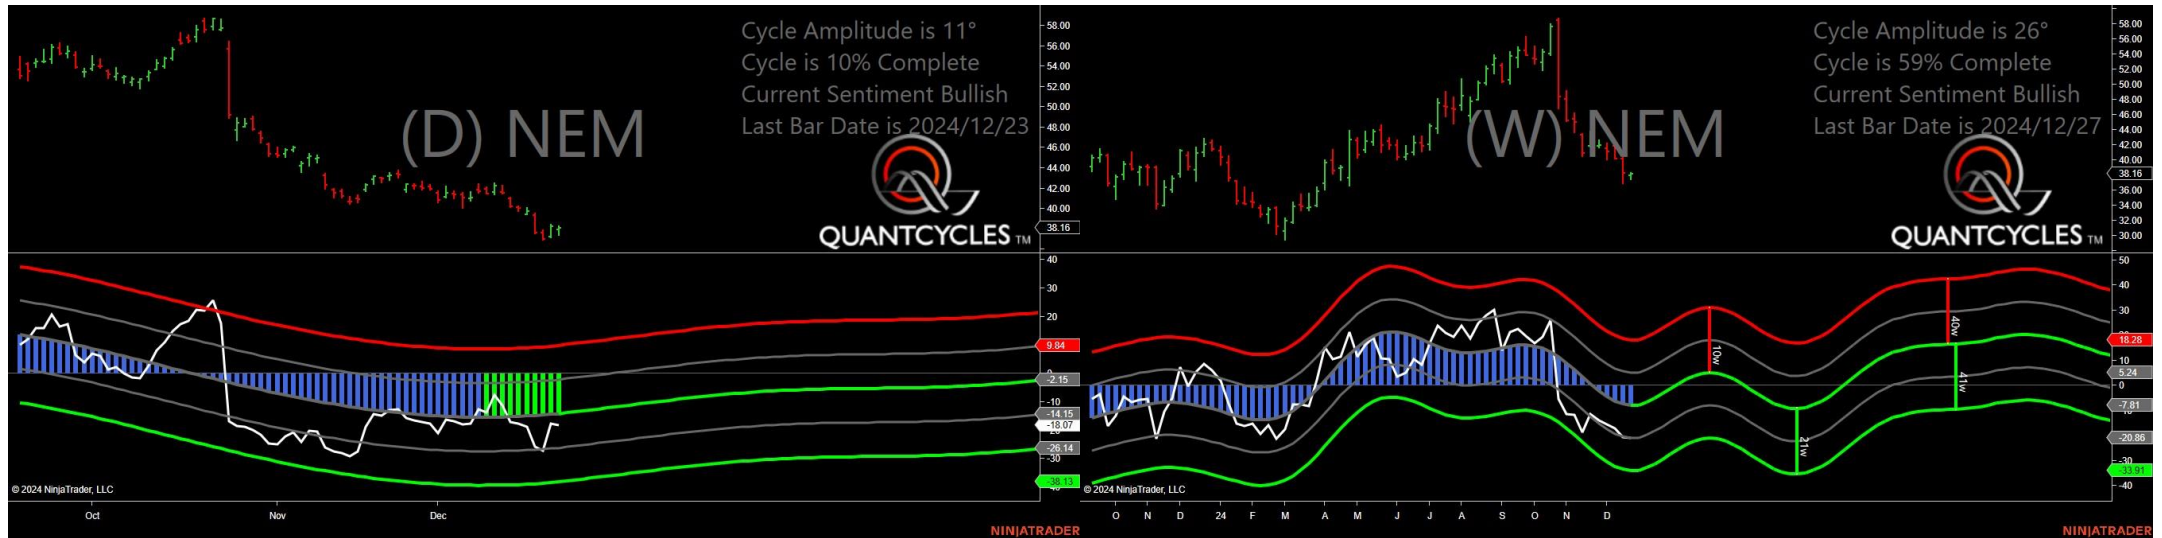 Cycle Amplitude is 11°
Cycle is 10% Complete
Current Sentiment Bullish
Last Bar Date is 2024/12/23
(D) NEM
QUANTCYCLES TM
58.00
56.00
54.00
52.00
50.00
48.00
46.00
44.00
42.00
40.00
38.16
40
30
20
9.84
0
-2.15
-10
-14.15
-18.07
-26.14
-30
-38.13
© 2024 NinjaTrader, LLC
Oct Nov Dec
NINJATRADER
Cycle Amplitude is 26°
Cycle is 59% Complete
Current Sentiment Bullish
Last Bar Date is 2024/12/27
(W) NEM
QUANTCYCLES TM
58.00
56.00
54.00
52.00
50.00
48.00
46.00
44.00
42.00
40.00
38.16
36.00
34.00
32.00
30.00
50
40
30
18.28
10
5.24
0
-7.81
-20.86
-30
-33.91
-40
10w
21w
40w
41w
© 2024 NinjaTrader, LLC
O N D 24 F M A M J J A S O N D
NINJATRADER